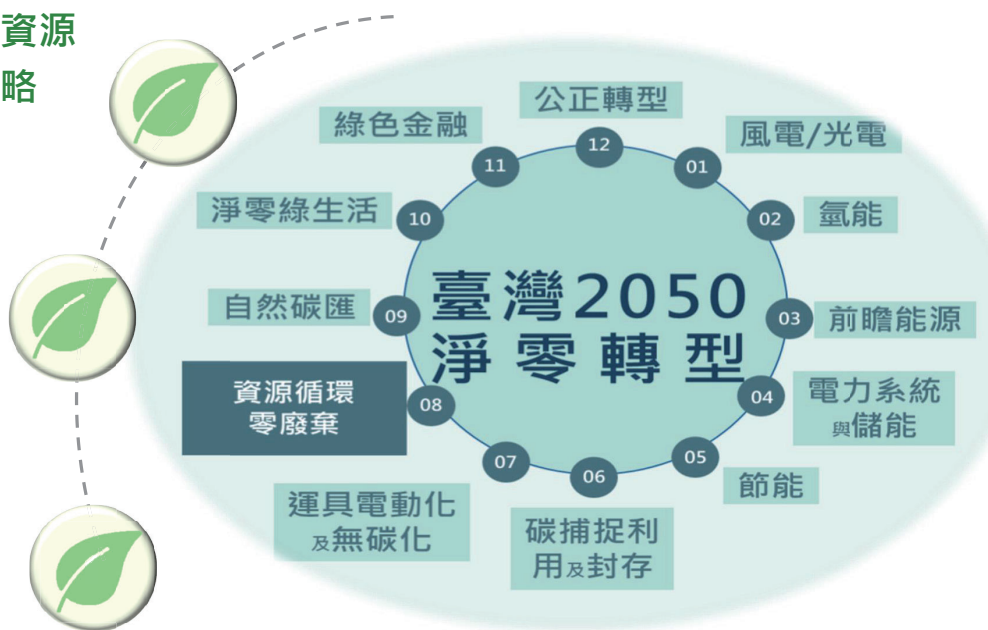 資源
略
臺灣2050
淨零轉型
01
風電/光電
02
氫能
03
前瞻能源
04
電力系統
與儲能
05
節能
06
碳捕捉利
用及封存
07
運具電動化
及無碳化
08
資源循環
零廢棄
09
自然碳匯
10
淨零綠生活
11
綠色金融
12
公正轉型